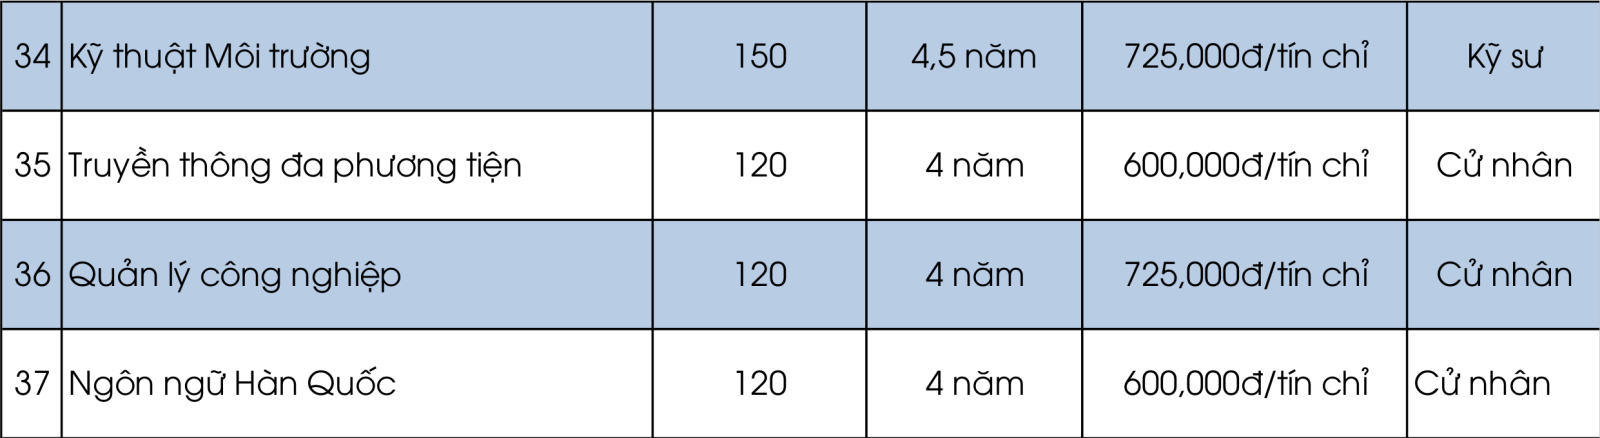 34 Kỹ thuật Môi trường 150 4,5 năm 725,000đ/tín chỉ Kỹ sư
35 Truyền thông đa phương tiện 120 4 năm 600,000đ/tín chỉ Cử nhân
36 Quản lý công nghiệp 120 4 năm 725,000đ/tín chỉ Cử nhân
37 Ngôn ngữ Hàn Quốc 120 4 năm 600,000đ/tín chỉ Cử nhân